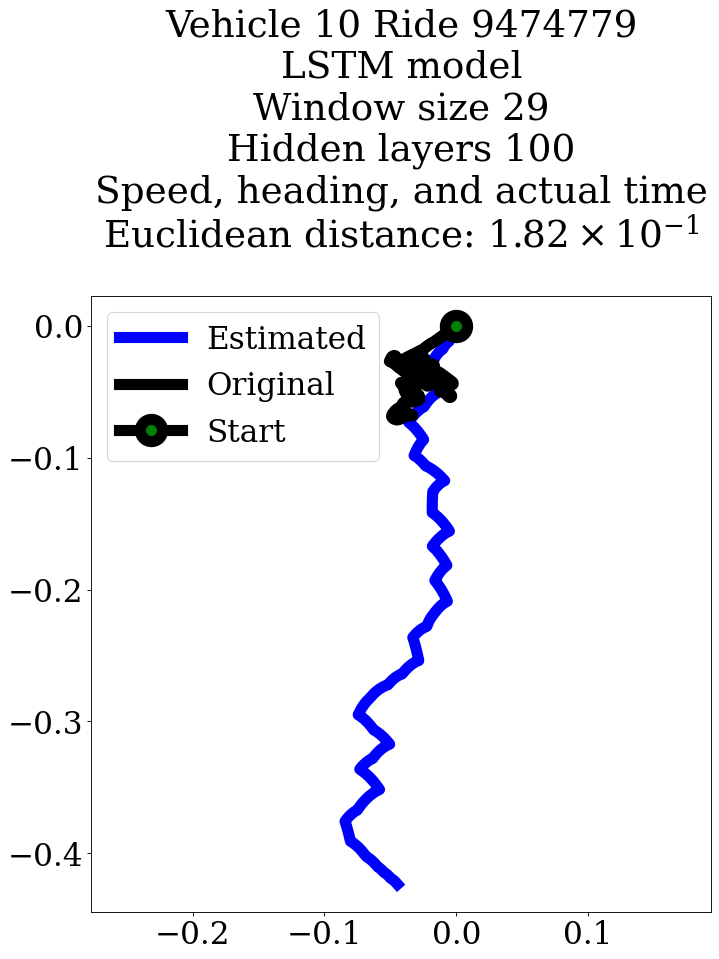 Vehicle 10 Ride 9474779
LSTM model
Window size 29
Hidden layers 100
Speed, heading, and actual time
Euclidean distance: 1.82 × 10⁻¹
Estimated
Original
Start
0.0
−0.1
−0.2
−0.3
−0.4
−0.2 −0.1 0.0 0.1